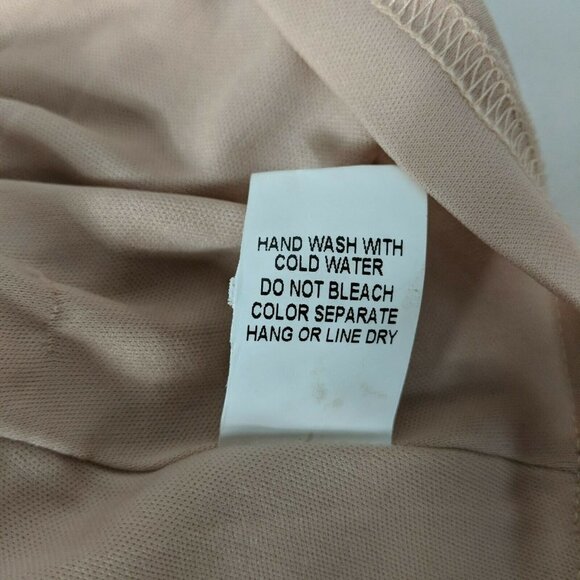 HAND WASH WITH
COLD WATER
DO NOT BLEACH
COLOR SEPARATE
HANG OR LINE DRY